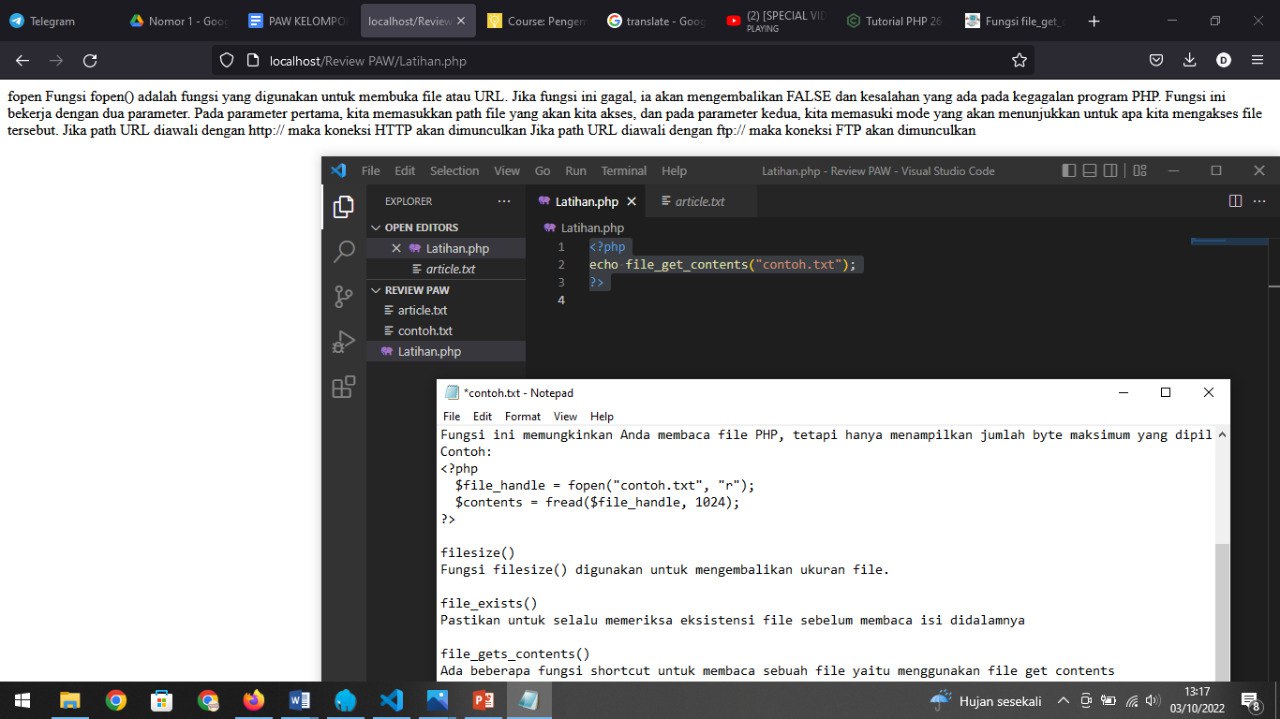 Telegram
Nomor 1 - Goo
PAW KELOMPO
localhost/Review
Course: Pengem
translate - Goog
(2) [SPECIAL VID
PLAYING
Tutorial PHP 26
Fungsi file_get_c
localhost/Review PAW/Latihan.php
fopen Fungsi fopen() adalah fungsi yang digunakan untuk membuka file atau URL. Jika fungsi ini gagal, ia akan mengembalikan FALSE dan kesalahan yang ada pada kegagalan program PHP. Fungsi ini
bekerja dengan dua parameter. Pada parameter pertama, kita memasukkan path file yang akan kita akses, dan pada parameter kedua, kita memasuki mode yang akan menunjukkan untuk apa kita mengakses file
tersebut. Jika path URL diawali dengan http:// maka koneksi HTTP akan dimunculkan Jika path URL diawali dengan ftp:// maka koneksi FTP akan dimunculkan
File Edit Selection View Go Run Terminal Help
Latihan.php - Review PAW - Visual Studio Code
EXPLORER
OPEN EDITORS
Latihan.php
article.txt
REVIEW PAW
article.txt
contoh.txt
Latihan.php
Latihan.php
article.txt
Latihan.php
1 <?php
2 echo file_get_contents("contoh.txt");
3 ?>
4
*contoh.txt - Notepad
File Edit Format View Help
Fungsi ini memungkinkan Anda membaca file PHP, tetapi hanya menampilkan jumlah byte maksimum yang dipil
Contoh:
<?php
$file_handle = fopen("contoh.txt", "r");
$contents = fread($file_handle, 1024);
?>
filesize()
Fungsi filesize() digunakan untuk mengembalikan ukuran file.
file_exists()
Pastikan untuk selalu memeriksa eksistensi file sebelum membaca isi didalamnya
file_gets_contents()
Ada beberapa fungsi shortcut untuk membaca sebuah file yaitu menggunakan file get contents
Hujan sesekali
13:17
03/10/2022
8